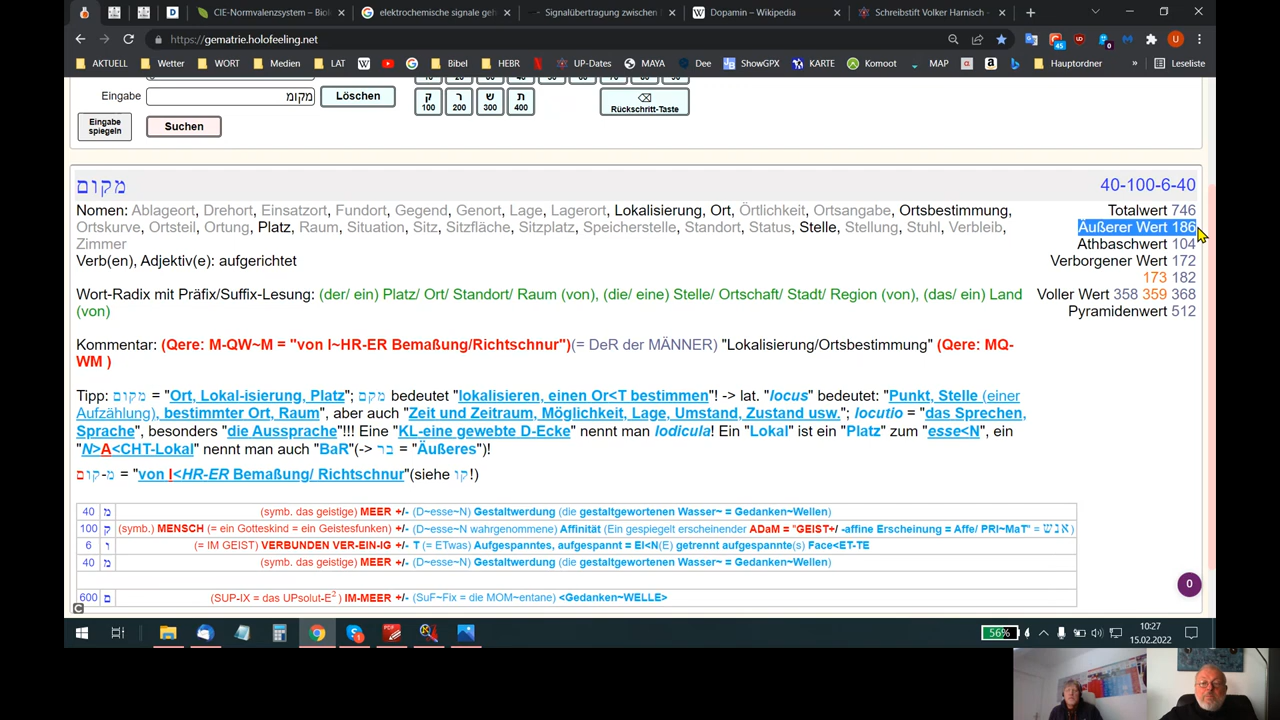 CIE-Normvalenzsystem – Biol
elektrochemische signale geh
Signalübertragung zwischen
Dopamin – Wikipedia
Schreibstift Volker Harnisch -
https://gematrie.holofeeling.net
AKTUELL Wetter WORT Medien LAT Bibel HEBR UP-Dates MAYA Dee ShowGPX KARTE Komoot MAP Hauptordner » Leseliste
Eingabe מקומ Löschen
ק ר ש ת
100 200 300 400
Rückschritt-Taste
Eingabe spiegeln
Suchen
מקום 40-100-6-40
Nomen: Ablageort, Drehort, Einsatzort, Fundort, Gegend, Genort, Lage, Lagerort, Lokalisierung, Ort, Örtlichkeit, Ortsangabe, Ortsbestimmung,
Ortskurve, Ortsteil, Ortung, Platz, Raum, Situation, Sitz, Sitzfläche, Sitzplatz, Speicherstelle, Standort, Status, Stelle, Stellung, Stuhl, Verbleib,
Zimmer
Verb(en), Adjektiv(e): aufgerichtet
Totalwert 746
Äußerer Wert 186
Athbaschwert 104
Verborgener Wert 172
173 182
Voller Wert 358 359 368
Pyramidenwert 512
Wort-Radix mit Präfix/Suffix-Lesung: (der/ ein) Platz/ Ort/ Standort/ Raum (von), (die/ eine) Stelle/ Ortschaft/ Stadt/ Region (von), (das/ ein) Land
(von)
Kommentar: (Qere: M-QW~M = "von I~HR-ER Bemaßung/Richtschnur")(= DeR der MÄNNER) "Lokalisierung/Ortsbestimmung" (Qere: MQ-
WM )
Tipp: מקום = "Ort, Lokal-isierung, Platz"; מקם bedeutet "lokalisieren, einen Or<T bestimmen"! -> lat. "locus" bedeutet: "Punkt, Stelle (einer
Aufzählung), bestimmter Ort, Raum", aber auch "Zeit und Zeitraum, Möglichkeit, Lage, Umstand, Zustand usw."; locutio = "das Sprechen,
Sprache", besonders "die Aussprache"!!! Eine "KL-eine gewebte D-Ecke" nennt man lodicula! Ein "Lokal" ist ein "Platz" zum "esse<N", ein
"N>A<CHT-Lokal" nennt man auch "BaR"(-> בר = "Äußeres")!
מ-קום = "von I<HR-ER Bemaßung/ Richtschnur"(siehe קו!)
40 מ (symb. das geistige) MEER +/- (D~esse~N) Gestaltwerdung (die gestaltgewordenen Wasser~ = Gedanken~Wellen)
100 ק (symb.) MENSCH (= ein Gotteskind = ein Geistesfunken) +/- (D~esse~N wahrgenommene) Affinität (Ein gespiegelt erscheinender ADaM = "GEIST+/ -affine Erscheinung = Affe/ PRI~MaT" = אנש)
6 ו (= IM GEIST) VERBUNDEN VER-EIN-IG +/- T (= ETwas) Aufgespanntes, aufgespannt = EI<N(E) getrennt aufgespannte(s) Face<ET-TE
40 מ (symb. das geistige) MEER +/- (D~esse~N) Gestaltwerdung (die gestaltgewordenen Wasser~ = Gedanken~Wellen)
600 ם (SUP-IX = das UPsolut-E² ) IM-MEER +/- (SuF~Fix = die MOM~entane) <Gedanken~WELLE>
0
56% 10:27
15.02.2022